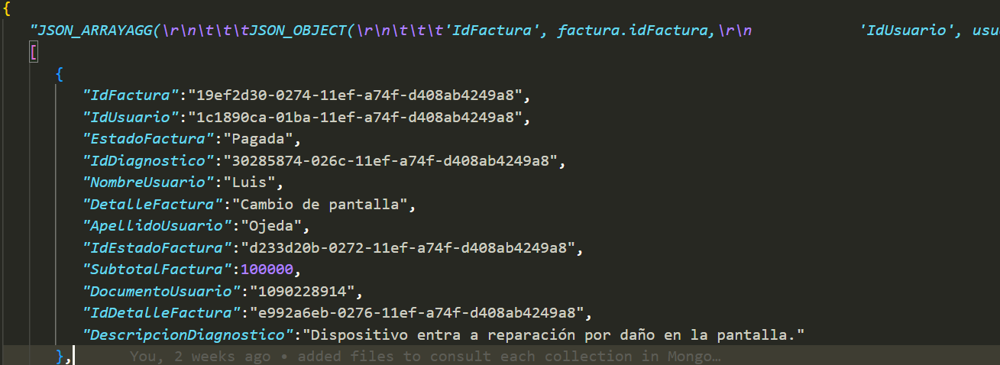 {
"JSON_ARRAYAGG(\r\n\t\t\tJSON_OBJECT(\r\n\t\t\t'IdFactura', factura.idFactura,\r\n 'IdUsuario', usu
[
{
"IdFactura":"19ef2d30-0274-11ef-a74f-d408ab4249a8",
"IdUsuario":"1c1890ca-01ba-11ef-a74f-d408ab4249a8",
"EstadoFactura":"Pagada",
"IdDiagnostico":"30285874-026c-11ef-a74f-d408ab4249a8",
"NombreUsuario":"Luis",
"DetalleFactura":"Cambio de pantalla",
"ApellidoUsuario":"Ojeda",
"IdEstadoFactura":"d233d20b-0272-11ef-a74f-d408ab4249a8",
"SubtotalFactura":100000,
"DocumentoUsuario":"1090228914",
"IdDetalleFactura":"e992a6eb-0276-11ef-a74f-d408ab4249a8",
"DescripcionDiagnostico":"Dispositivo entra a reparación por daño en la pantalla."
}, You, 2 weeks ago • added files to consult each collection in Mongo…